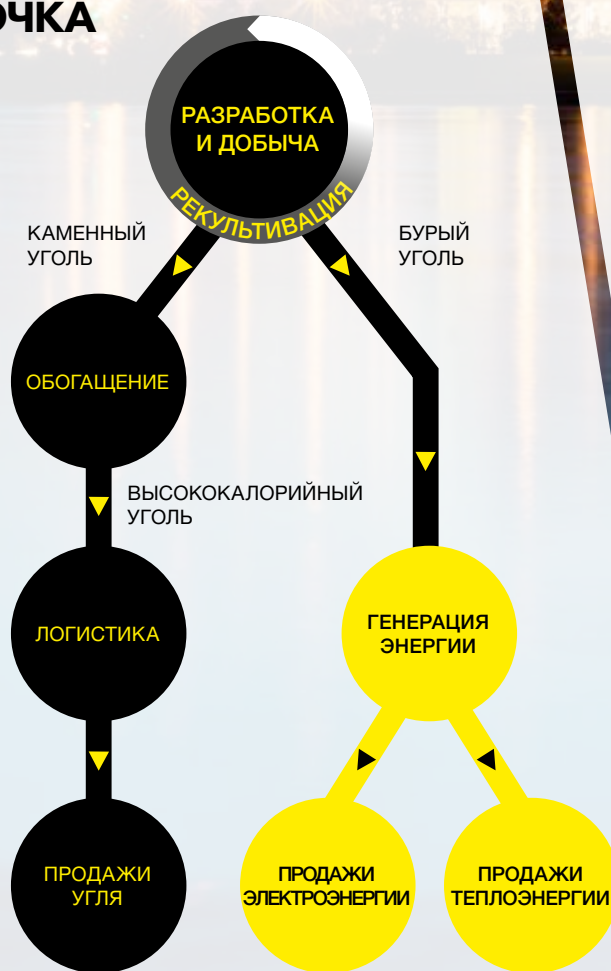 РАЗРАБОТКА
И ДОБЫЧА
РЕКУЛЬТИВАЦИЯ
КАМЕННЫЙ
УГОЛЬ
БУРЫЙ
УГОЛЬ
ОБОГАЩЕНИЕ
ВЫСОКОКАЛОРИЙНЫЙ
УГОЛЬ
ЛОГИСТИКА
ГЕНЕРАЦИЯ
ЭНЕРГИИ
ПРОДАЖИ
УГЛЯ
ПРОДАЖИ
ЭЛЕКТРОЭНЕРГИИ
ПРОДАЖИ
ТЕПЛОЭНЕРГИИ